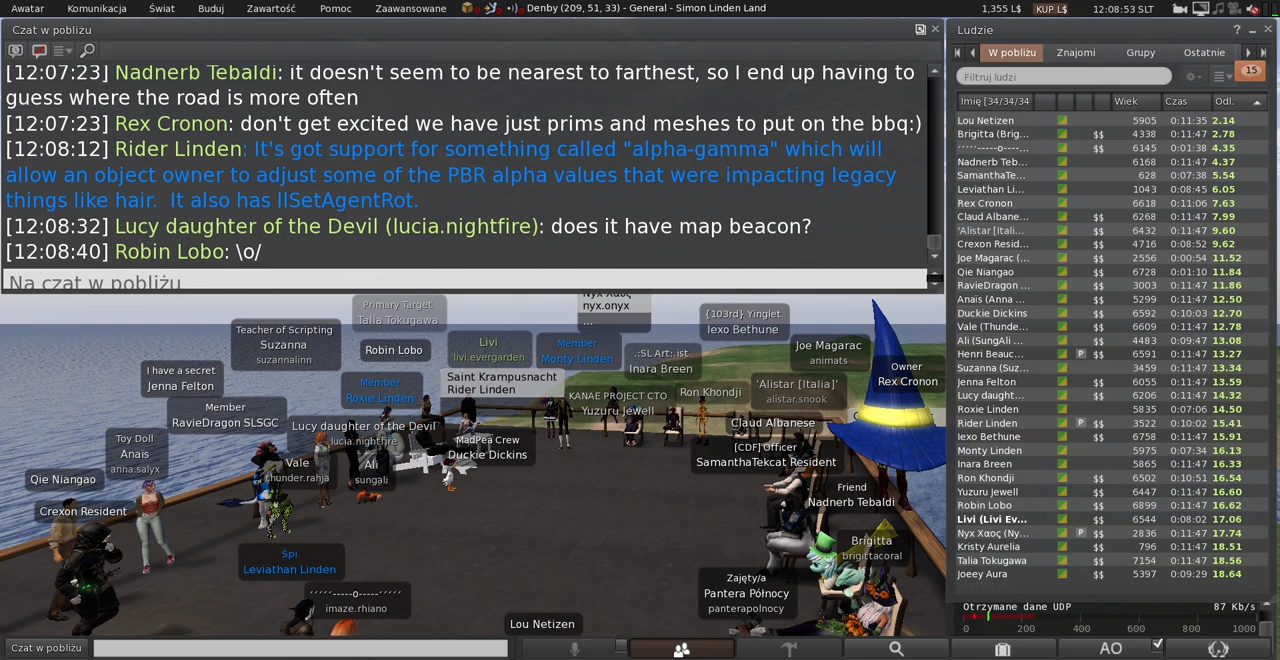 Awatar Komunikacja Świat Buduj Zawartość Pomoc Zaawansowane Denby (209, 51, 33) - General - Simon Linden Land 1,355 L$ KUP L$ 12:08:53 SLT
Czat w pobliżu
[12:07:23] Nadnerb Tebaldi: it doesn't seem to be nearest to farthest, so I end up having to
guess where the road is more often
[12:07:23] Rex Cronon: don't get excited we have just prims and meshes to put on the bbq:)
[12:08:12] Rider Linden: It's got support for something called "alpha-gamma" which will
allow an object owner to adjust some of the PBR alpha values that were impacting legacy
things like hair. It also has llSetAgentRot.
[12:08:32] Lucy daughter of the Devil (lucia.nightfire): does it have map beacon?
[12:08:40] Robin Lobo: \o/
Na czat w pobliżu
Primary Target
Talia Tokugawa
Nyx Χαος
nyx.onyx
...
{103rd} Yinglet
Iexo Bethune
Teacher of Scripting
Suzanna
suzannalinn
Robin Lobo
Livi
livi.evergarden
Member
Monty Linden
.:SL Art:.ist
Inara Breen
Joe Magarac
animats
Owner
Rex Cronon
I have a secret
Jenna Felton
Member
Roxie Linden
Saint Krampusnacht
Rider Linden
KANAE PROJECT CTO
Yuzuru Jewell
Ron Khondji
'Alistar [Italia]'
alistar.snook
Member
RavieDragon SLSGC
Lucy daughter of the Devil
lucia.nightfire
MadPea Crew
Duckie Dickins
Claud Albanese
Toy Doll
Anaïs
anna.salyx
Vale
thunder.rahja
Ali
sungali
[CDF] Officer
SamanthaTekcat Resident
Qie Niangao
Crexon Resident
Friend
Nadnerb Tebaldi
Śpi
Leviathan Linden
Brigitta
brigittacoral
´´´´´-----o----´´´´´
imaze.rhiano
Zajęty/a
Pantera Północy
panterapolnocy
Lou Netizen
Ludzie
W pobliżu Znajomi Grupy Ostatnie
Filtruj ludzi 15
Imię [34/34/34 Wiek Czas Odl.
Lou Netizen 5905 0:11:35 2.14
Brigitta (Brig... $$ 4338 0:11:47 2.78
´´´´´-----o----... $$ 6145 0:01:38 4.35
Nadnerb Teb... 6168 0:11:47 4.37
SamanthaTe... 628 0:07:38 5.54
Leviathan Li... 1043 0:08:45 6.05
Rex Cronon 6618 0:11:06 7.63
Claud Albane... $$ 6268 0:11:47 7.99
'Alistar [Itali... $$ 6432 0:11:47 9.60
Crexon Resid... $$ 4716 0:08:52 9.62
Joe Magarac (... $$ 2556 0:00:54 11.52
Qie Niangao $$ 6728 0:01:10 11.84
RavieDragon ... $$ 3003 0:11:47 11.86
Anaïs (Anna ... $$ 5299 0:11:47 12.50
Duckie Dickins $$ 6592 0:11:03 12.70
Vale (Thunde... $$ 6609 0:11:47 12.78
Ali (SungAli ... $$ 4483 0:09:47 13.08
Henri Beauc... P $$ 6591 0:11:47 13.27
Suzanna (Suz... 3459 0:11:47 13.34
Jenna Felton $$ 6055 0:11:47 13.59
Lucy daught... $$ 6206 0:11:47 14.32
Roxie Linden 5835 0:07:06 14.50
Rider Linden P $$ 3522 0:10:02 15.41
Iexo Bethune $$ 6758 0:11:47 15.91
Monty Linden 5975 0:07:34 16.13
Inara Breen 5865 0:11:47 16.33
Ron Khondji $$ 6502 0:10:51 16.54
Yuzuru Jewell $$ 6447 0:11:47 16.60
Robin Lobo $$ 6899 0:11:47 16.62
Livi (Livi Ev... $$ 6544 0:08:02 17.06
Nyx Χαος (Ny... P $$ 2836 0:11:47 17.74
Kristy Aurelia $$ 796 0:11:47 18.51
Talia Tokugawa $$ 7154 0:11:47 18.56
Joeey Aura $$ 5397 0:09:29 18.64
Otrzymane dane UDP 87 Kb/s
0 200 400 600 800 1000
Czat w pobliżu AO